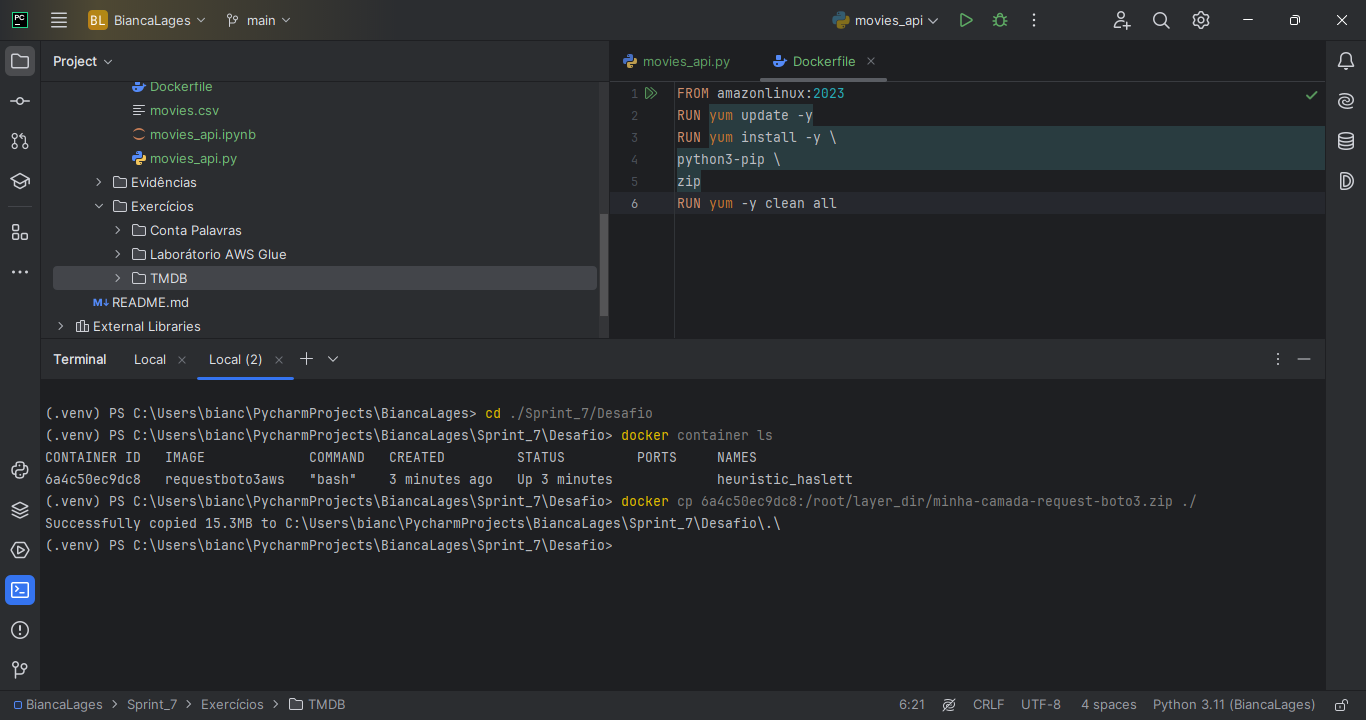 PC BL BiancaLages main movies_api
Project
Dockerfile
movies.csv
movies_api.ipynb
movies_api.py
Evidências
Exercícios
Conta Palavras
Laborátorio AWS Glue
TMDB
M↓ README.md
External Libraries
movies_api.py Dockerfile
1 FROM amazonlinux:2023
2 RUN yum update -y
3 RUN yum install -y \
4 python3-pip \
5 zip
6 RUN yum -y clean all
Terminal Local Local (2)
(.venv) PS C:\Users\bianc\PycharmProjects\BiancaLages> cd ./Sprint_7/Desafio
(.venv) PS C:\Users\bianc\PycharmProjects\BiancaLages\Sprint_7\Desafio> docker container ls
CONTAINER ID IMAGE COMMAND CREATED STATUS PORTS NAMES
6a4c50ec9dc8 requestboto3aws "bash" 3 minutes ago Up 3 minutes heuristic_haslett
(.venv) PS C:\Users\bianc\PycharmProjects\BiancaLages\Sprint_7\Desafio> docker cp 6a4c50ec9dc8:/root/layer_dir/minha-camada-request-boto3.zip ./
Successfully copied 15.3MB to C:\Users\bianc\PycharmProjects\BiancaLages\Sprint_7\Desafio\.\
(.venv) PS C:\Users\bianc\PycharmProjects\BiancaLages\Sprint_7\Desafio>
BiancaLages > Sprint_7 > Exercícios > TMDB 6:21 CRLF UTF-8 4 spaces Python 3.11 (BiancaLages)